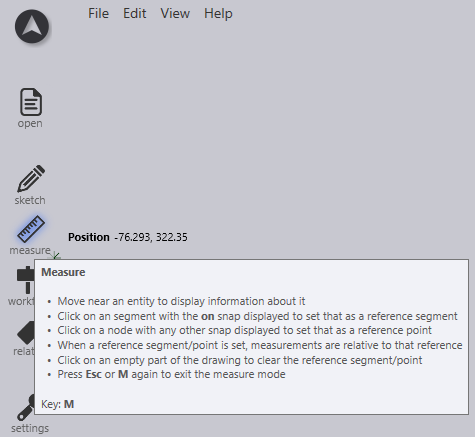 File Edit View Help
open
sketch
measure
Position -76.293, 322.35
Measure
• Move near an entity to display information about it
• Click on an segment with the on snap displayed to set that as a reference segment
• Click on a node with any other snap displayed to set that as a reference point
• When a reference segment/point is set, measurements are relative to that reference
• Click on an empty part of the drawing to clear the reference segment/point
• Press Esc or M again to exit the measure mode
Key: M
settings